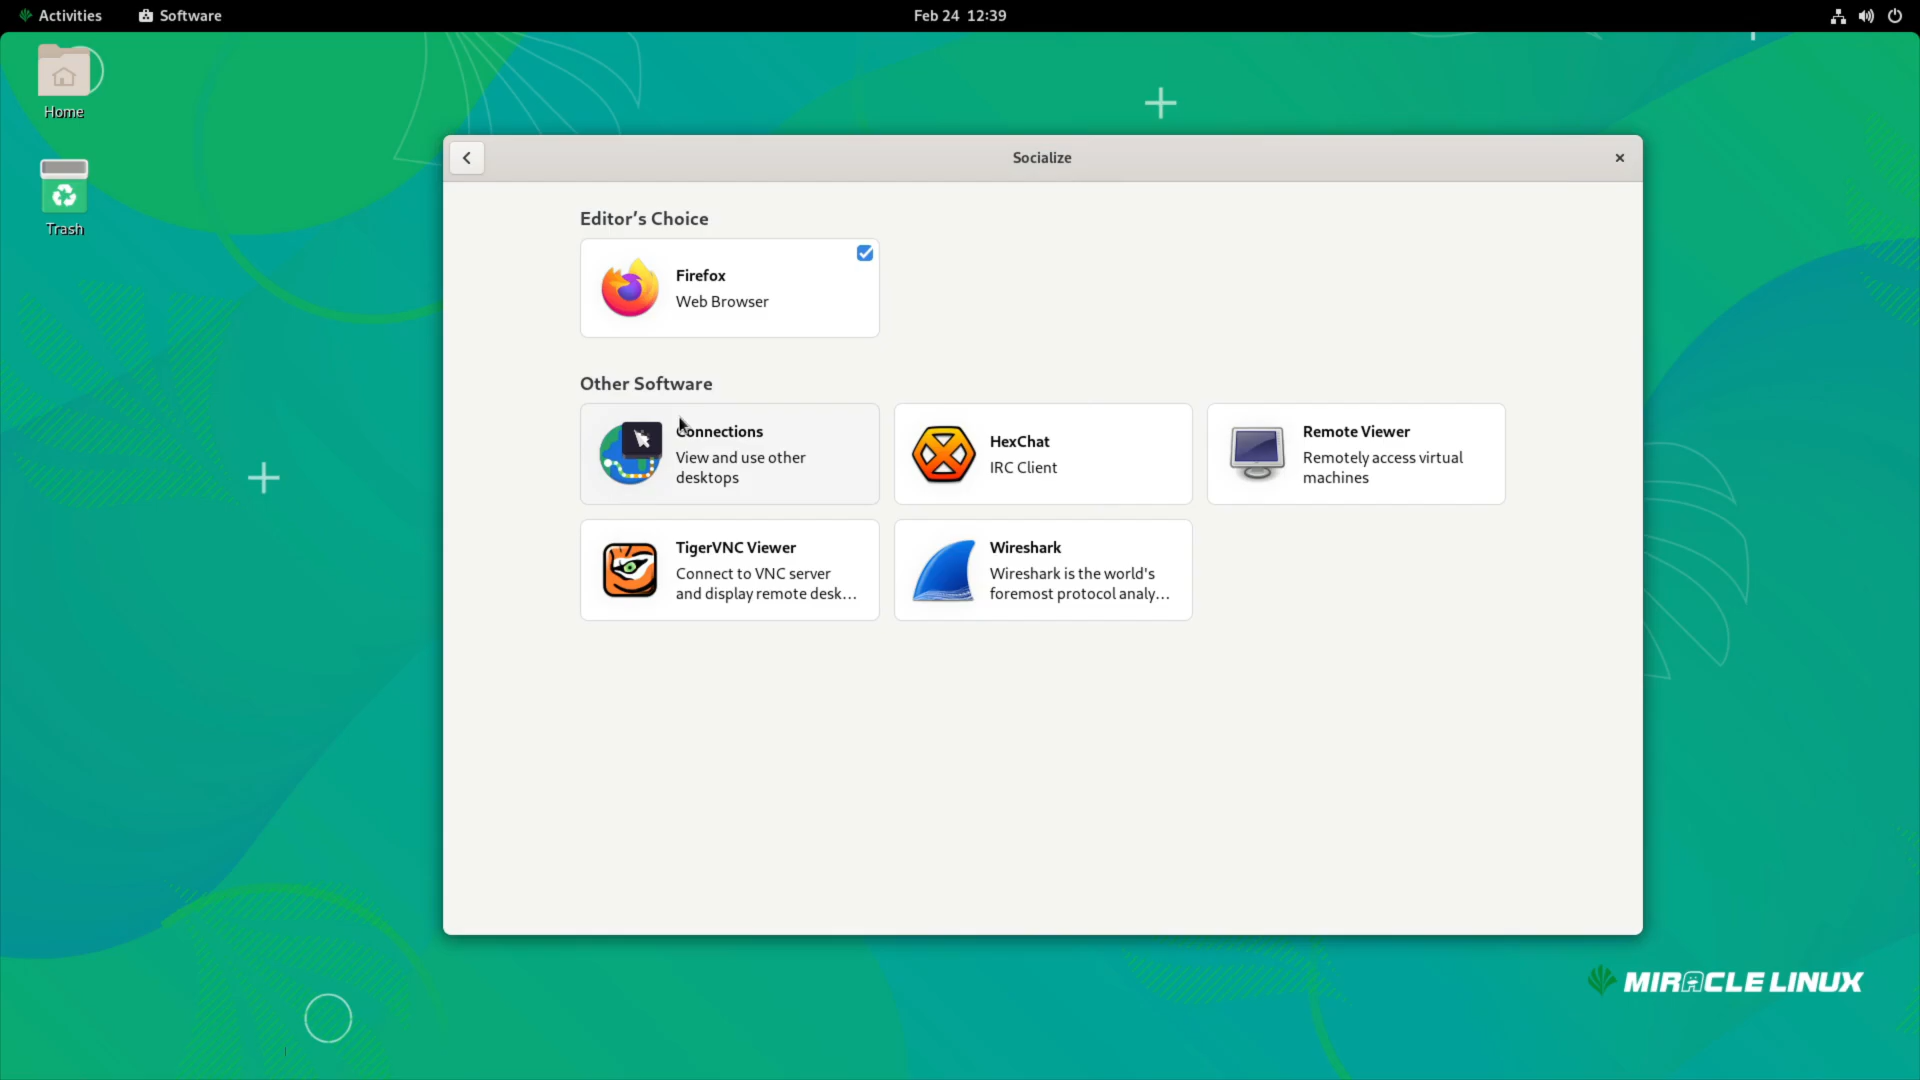 Activities
Software
Feb 24 12:39
Home
Trash
Socialize
Editor’s Choice
Firefox
Web Browser
Other Software
Connections
View and use other
desktops
HexChat
IRC Client
Remote Viewer
Remotely access virtual
machines
TigerVNC Viewer
Connect to VNC server
and display remote desk…
Wireshark
Wireshark is the world's
foremost protocol analy…
MIRACLE LINUX